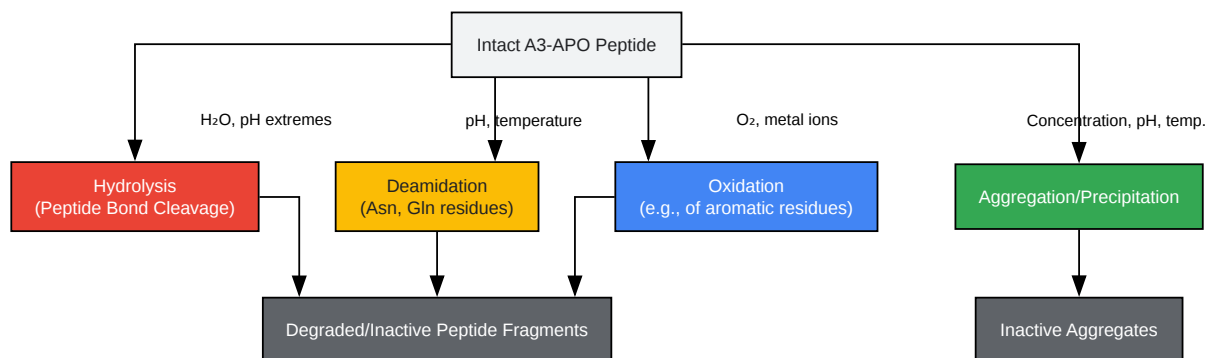 Intact A3-APO Peptide
H₂O, pH extremes
pH, temperature
O₂, metal ions
Concentration, pH, temp.
Hydrolysis
(Peptide Bond Cleavage)
Deamidation
(Asn, Gln residues)
Oxidation
(e.g., of aromatic residues)
Aggregation/Precipitation
Degraded/Inactive Peptide Fragments
Inactive Aggregates